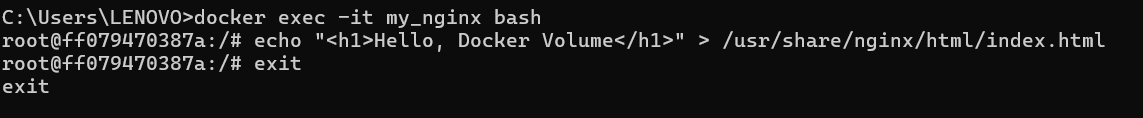 C:\Users\LENOVO>docker exec -it my_nginx bash
root@ff079470387a:/# echo "<h1>Hello, Docker Volume</h1>" > /usr/share/nginx/html/index.html
root@ff079470387a:/# exit
exit